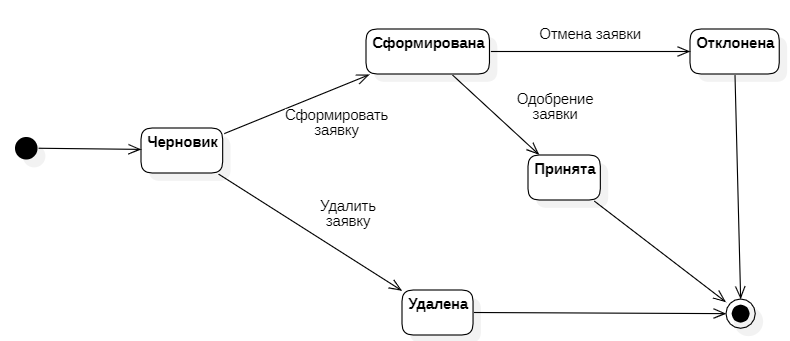 Отмена заявки
Сформирована
Отклонена
Одобрение
заявки
Сформировать
заявку
Черновик
Принята
Удалить
заявку
Удалена